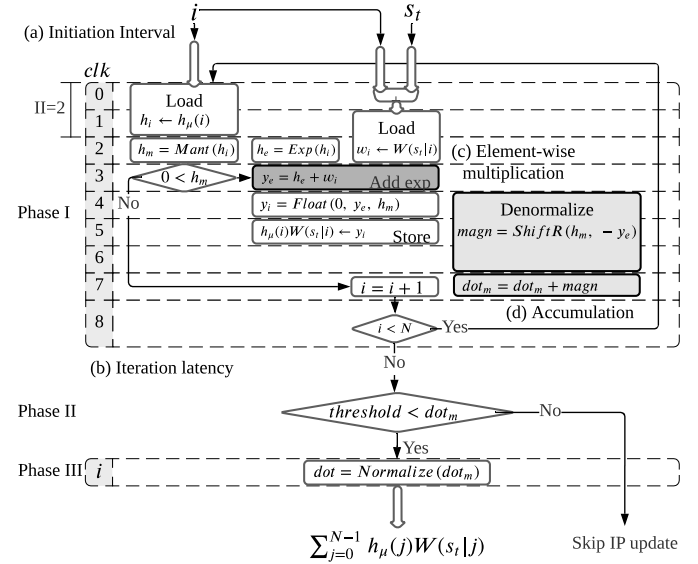 i
s_t
(a) Initiation Interval
clk
0
II=2
Load
h_i ← h_μ(i)
1
Load
w_i ← W(s_t|i)
2
h_m = Mant(h_i)
h_e = Exp(h_i)
(c) Element-wise
multiplication
3
0 < h_m
y_e = h_e + w_i
Add exp
No
Phase I
4
y_i = Float(0, y_e, h_m)
Denormalize
magn = ShiftR(h_m, − y_e)
5
h_μ(i)W(s_t|i) ← y_i
Store
6
7
i = i + 1
dot_m = dot_m + magn
(d) Accumulation
8
i < N
Yes
(b) Iteration latency
No
Phase II
threshold < dot_m
No
Yes
Phase III
i
dot = Normalize(dot_m)
∑_{j=0}^{N−1} h_μ(j)W(s_t|j)
Skip IP update